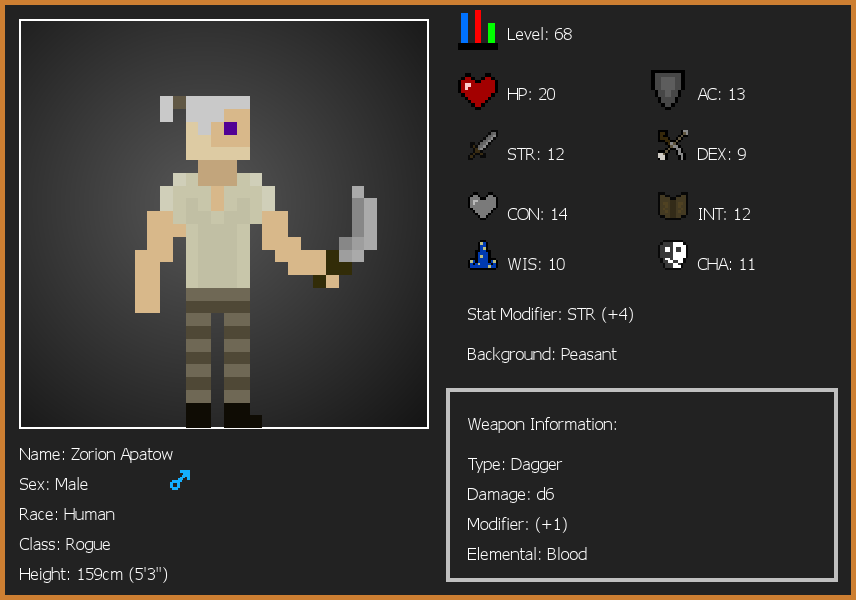 Level: 68
HP: 20
AC: 13
STR: 12
DEX: 9
CON: 14
INT: 12
WIS: 10
CHA: 11
Stat Modifier: STR (+4)
Background: Peasant
Weapon Information:
Type: Dagger
Damage: d6
Modifier: (+1)
Elemental: Blood
Name: Zorion Apatow
Sex: Male
Race: Human
Class: Rogue
Height: 159cm (5'3")